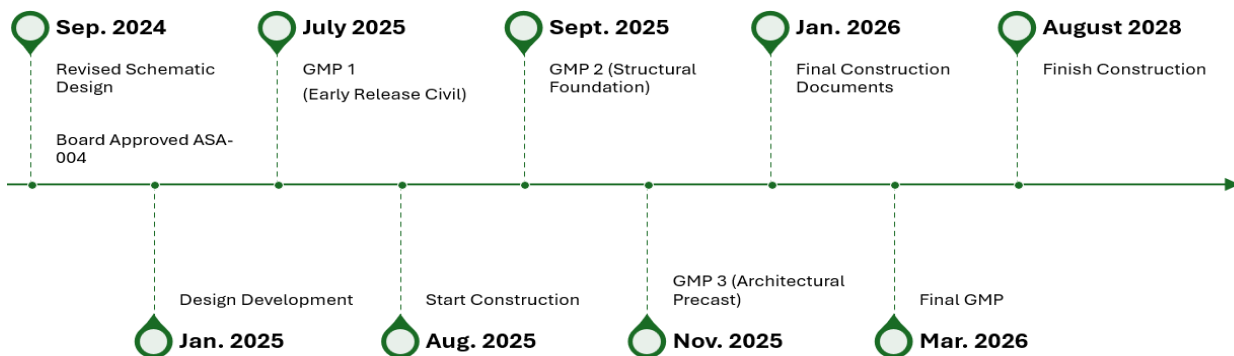 Sep. 2024
Revised Schematic
Design
Board Approved ASA-
004
July 2025
GMP 1
(Early Release Civil)
Sept. 2025
GMP 2 (Structural
Foundation)
Jan. 2026
Final Construction
Documents
August 2028
Finish Construction
Design Development
Jan. 2025
Start Construction
Aug. 2025
GMP 3 (Architectural
Precast)
Nov. 2025
Final GMP
Mar. 2026